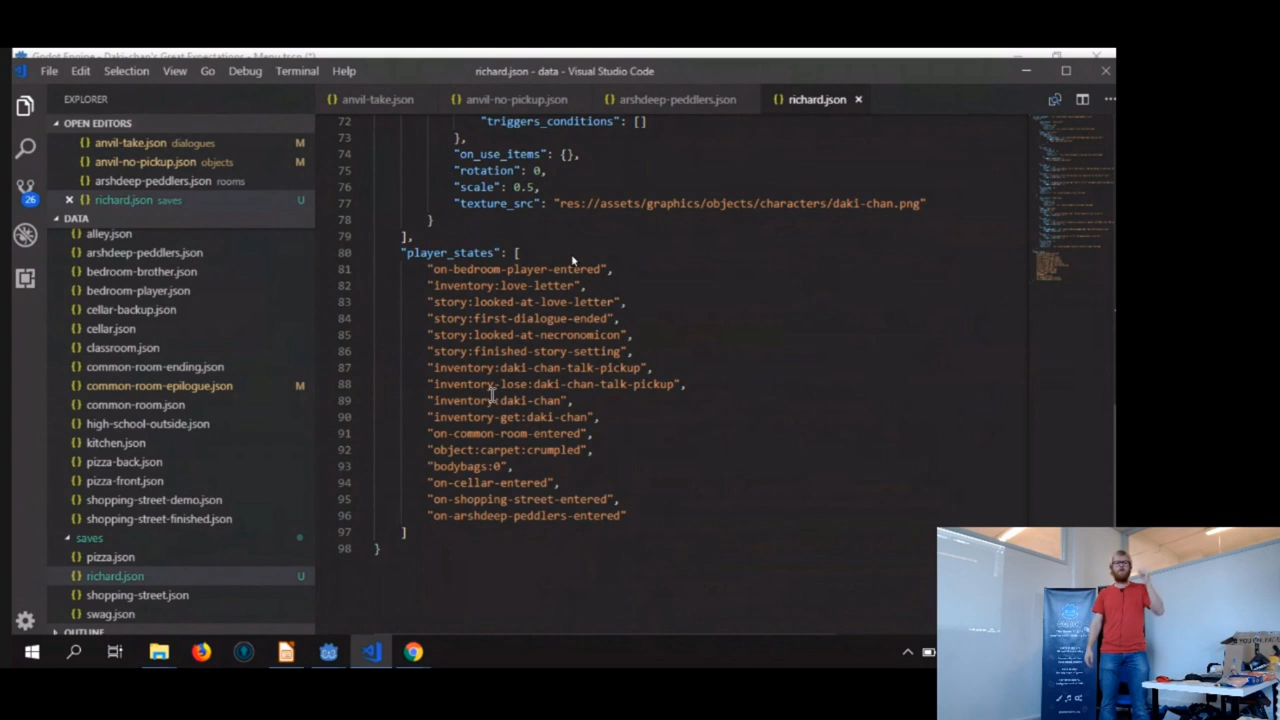 Godot Engine - Daki-chan's Great Expectations - Menu.tscn (*)
File Edit Selection View Go Debug Terminal Help
richard.json - data - Visual Studio Code
EXPLORER
OPEN EDITORS
anvil-take.json dialogues M
anvil-no-pickup.json objects M
arshdeep-peddlers.json rooms
richard.json saves U
26
DATA
alley.json
arshdeep-peddlers.json
bedroom-brother.json
bedroom-player.json
cellar-backup.json
cellar.json
classroom.json
common-room-ending.json
common-room-epilogue.json M
common-room.json
high-school-outside.json
kitchen.json
pizza-back.json
pizza-front.json
shopping-street-demo.json
shopping-street-finished.json
saves
pizza.json
richard.json U
shopping-street.json
swag.json
OUTLINE
anvil-take.json anvil-no-pickup.json arshdeep-peddlers.json richard.json
72 "triggers_conditions": []
73 },
74 "on_use_items": {},
75 "rotation": 0,
76 "scale": 0.5,
77 "texture_src": "res://assets/graphics/objects/characters/daki-chan.png"
78 }
79 ],
80 "player_states": [
81 "on-bedroom-player-entered",
82 "inventory:love-letter",
83 "story:looked-at-love-letter",
84 "story:first-dialogue-ended",
85 "story:looked-at-necronomicon",
86 "story:finished-story-setting",
87 "inventory:daki-chan-talk-pickup",
88 "inventory-lose:daki-chan-talk-pickup",
89 "inventory:daki-chan",
90 "inventory-get:daki-chan",
91 "on-common-room-entered",
92 "object:carpet:crumpled",
93 "bodybags:0",
94 "on-cellar-entered",
95 "on-shopping-street-entered",
96 "on-arshdeep-peddlers-entered"
97 ]
98 }